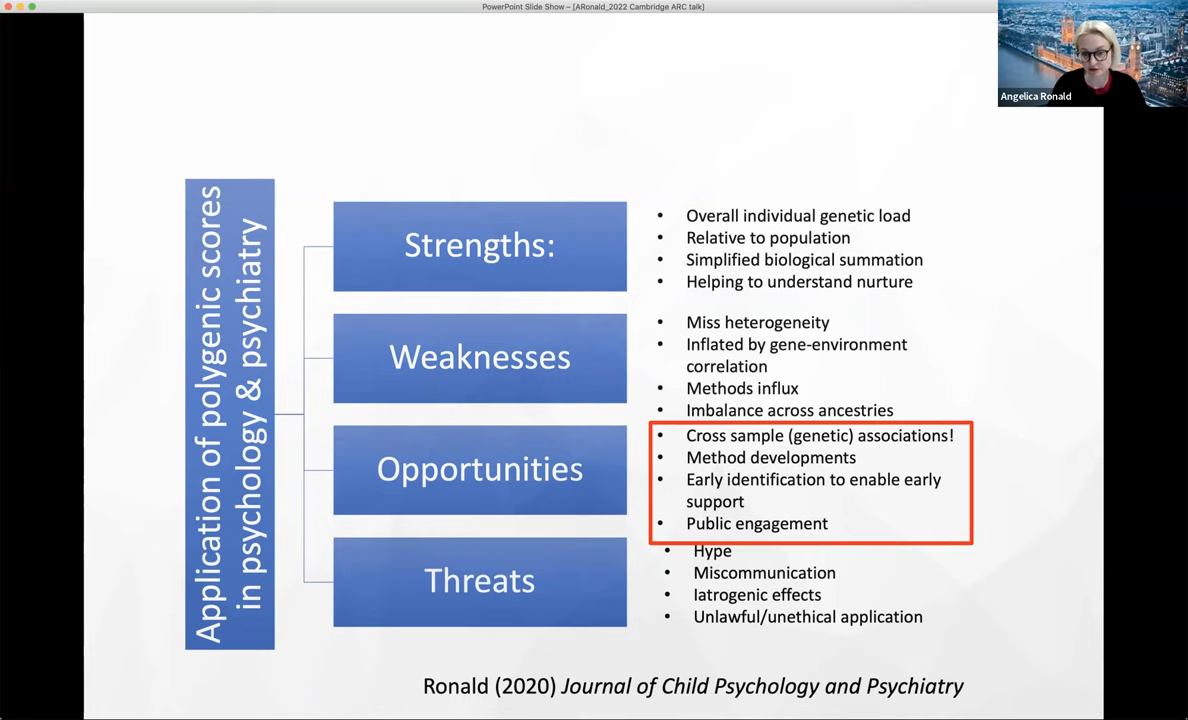 PowerPoint Slide Show – [ARonald_2022 Cambridge ARC talk]
Angelica Ronald
Application of polygenic scores
in psychology & psychiatry
Strengths:
• Overall individual genetic load
• Relative to population
• Simplified biological summation
• Helping to understand nurture
Weaknesses
• Miss heterogeneity
• Inflated by gene-environment
correlation
• Methods influx
• Imbalance across ancestries
Opportunities
• Cross sample (genetic) associations!
• Method developments
• Early identification to enable early
support
• Public engagement
Threats
• Hype
• Miscommunication
• Iatrogenic effects
• Unlawful/unethical application
Ronald (2020) Journal of Child Psychology and Psychiatry